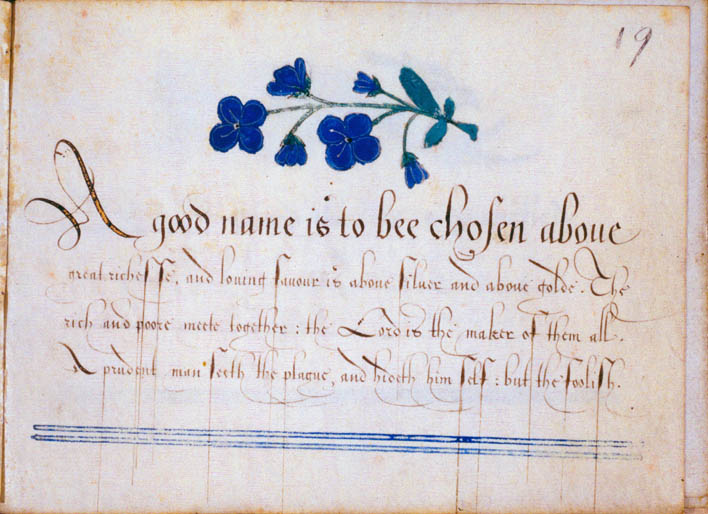 19
A good name is to bee chosen aboue
great richesse, and louing fauour is aboue siluer and aboue golde. The
rich and poore meete together: the Lord is the maker of them all.
A prudent man seeth the plague, and hideth him self: but the foolish.